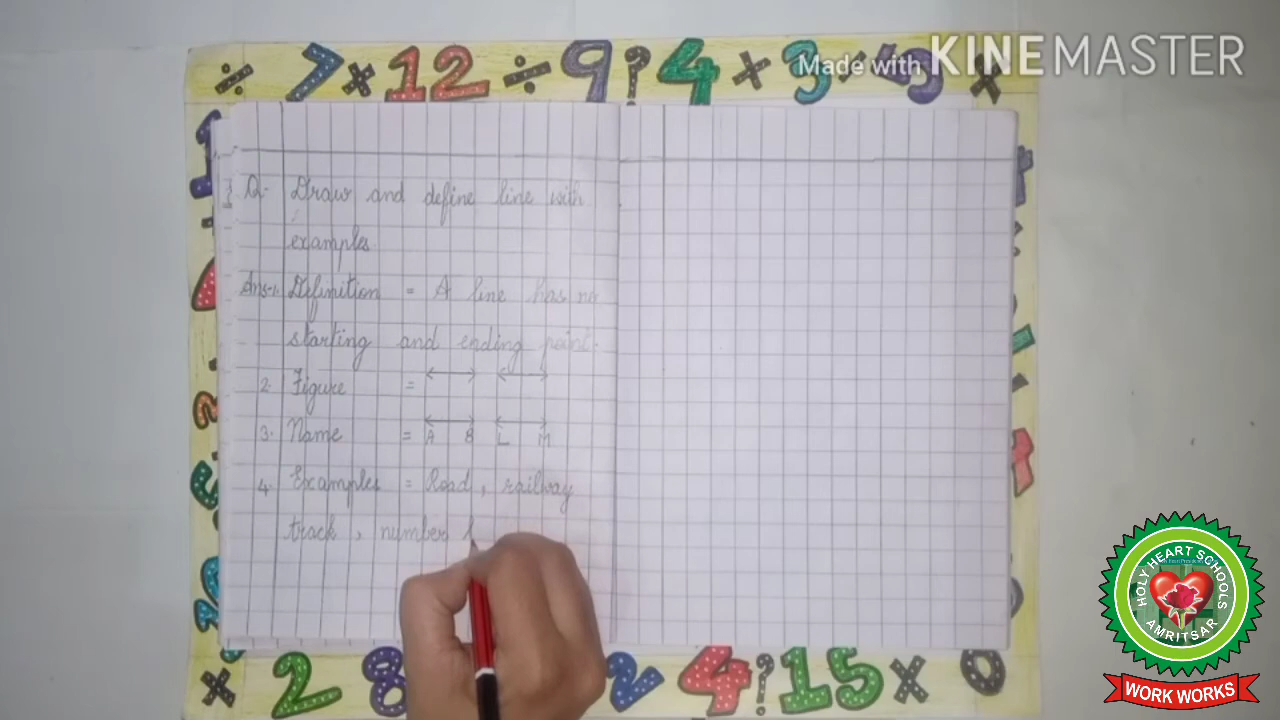 ÷ 7 × 12 ÷ 9 ? 4 × 3
Made with KINEMASTER
Q. Draw and define line with
examples
Ans-1. Definition = A line has no
starting and ending point.
2. Figure =
3. Name = A B L M
4. Examples = Road, railway
track, number l
× 2 8 2 4 ? 15 × 0
HOLY HEART SCHOOLS
AMRITSAR
WORK WORKS